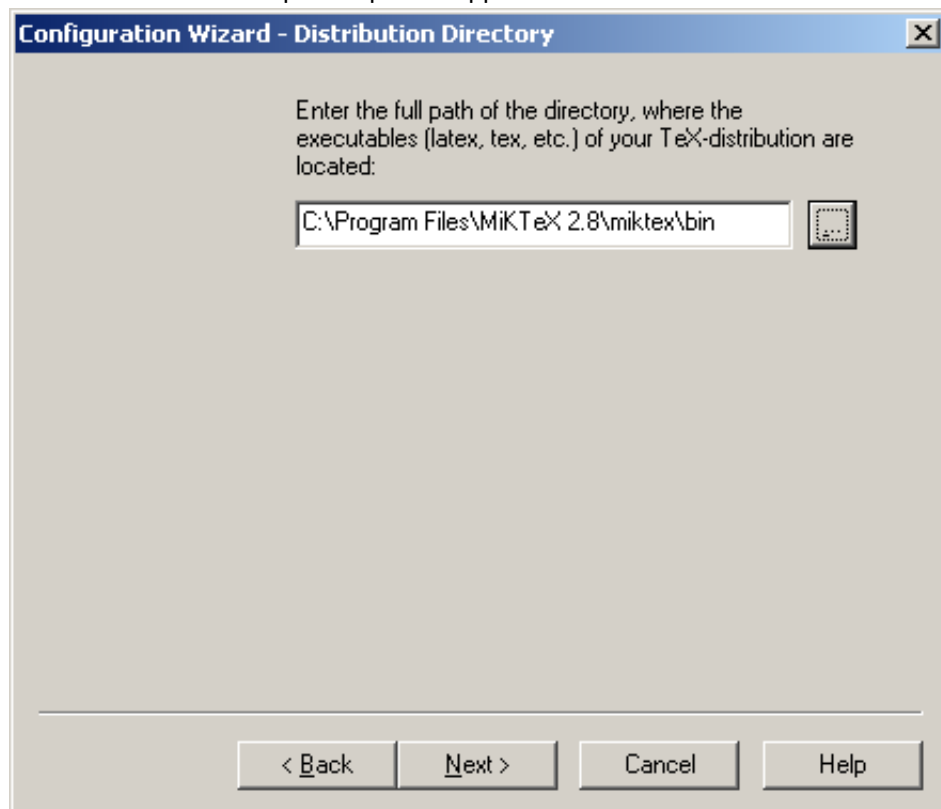 Configuration Wizard - Distribution Directory
Enter the full path of the directory, where the
executables (latex, tex, etc.) of your TeX-distribution are
located:
C:\Program Files\MiKTeX 2.8\miktex\bin
...
< Back Next > Cancel Help